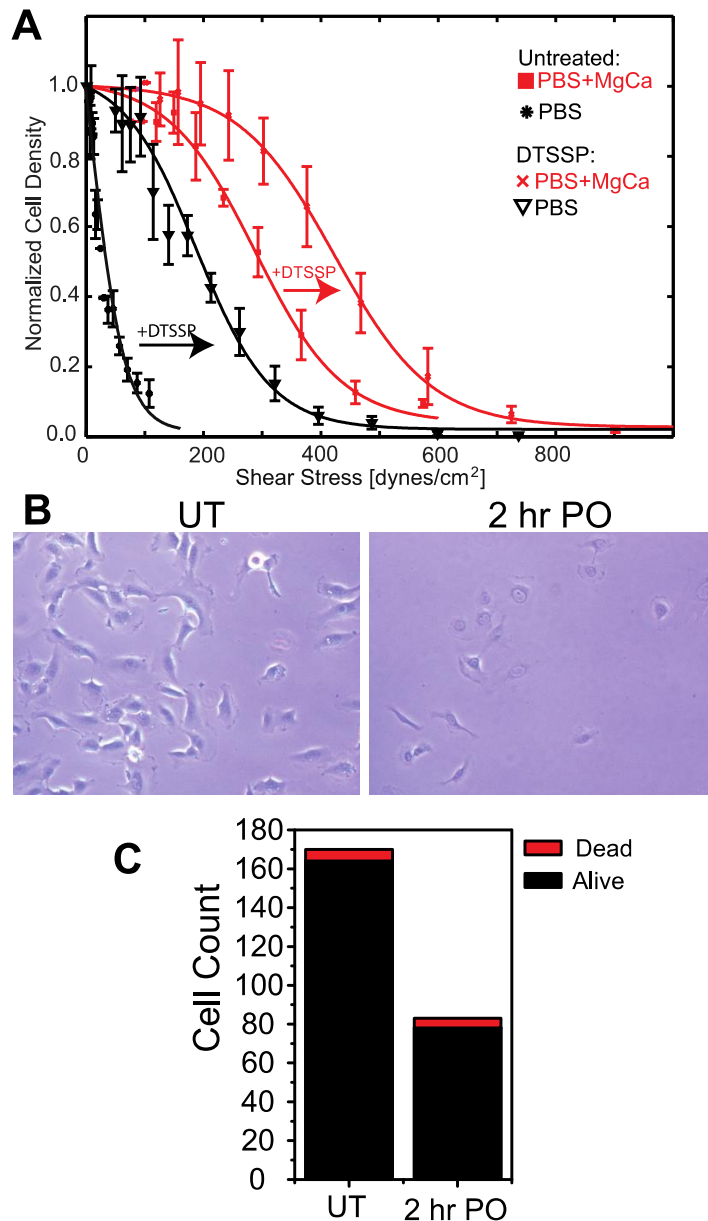 A
Normalized Cell Density
1.0
0.8
0.6
0.4
0.2
0.0
0
200
400
600
800
Shear Stress [dynes/cm²]
Untreated:
PBS+MgCa
PBS
DTSSP:
PBS+MgCa
PBS
+DTSSP
+DTSSP
B
UT
2 hr PO
C
Cell Count
180
160
140
120
100
80
60
40
20
0
UT
2 hr PO
Dead
Alive